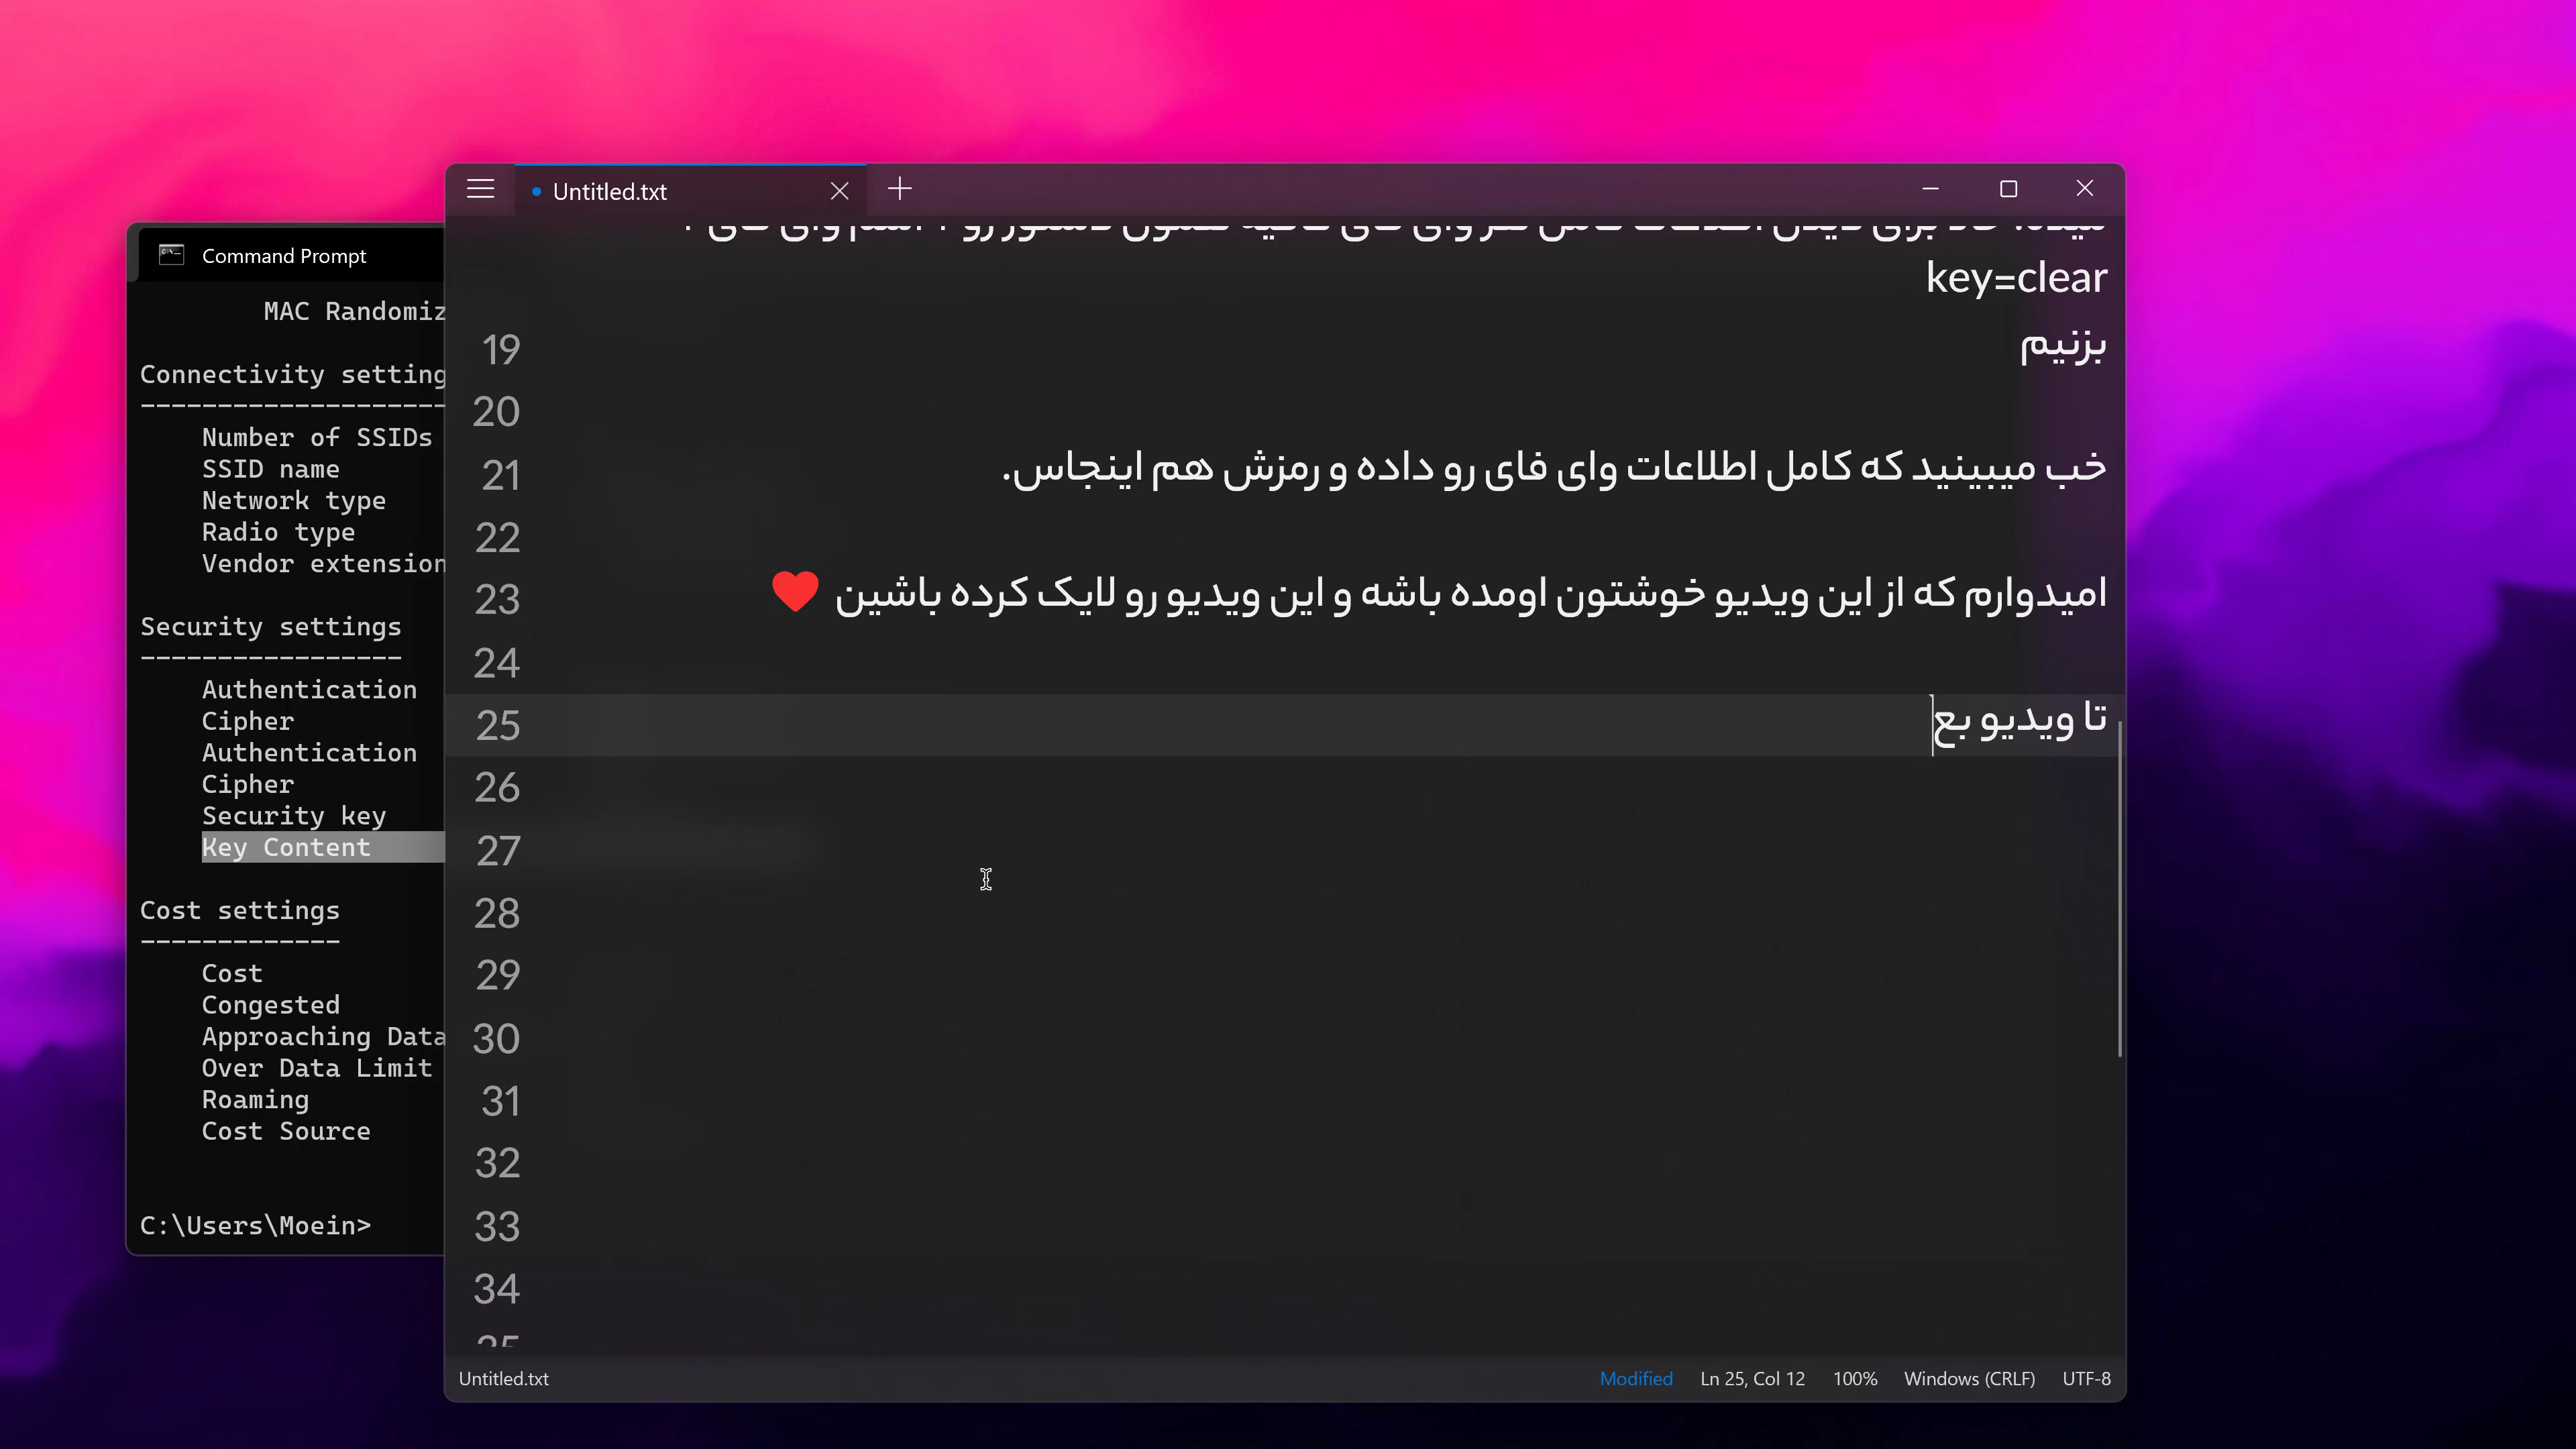 Untitled.txt
Command Prompt
MAC Randomiz
Connectivity setting
--------------------
Number of SSIDs
SSID name
Network type
Radio type
Vendor extension
Security settings
-----------------
Authentication
Cipher
Authentication
Cipher
Security key
Key Content
Cost settings
-------------
Cost
Congested
Approaching Data
Over Data Limit
Roaming
Cost Source
C:\Users\Moein>
key=clear
19 بزنیم
20
21 خب میبینید که کامل اطلاعات وای فای رو داده و رمزش هم اینجاس.
22
23 امیدوارم که از این ویدیو خوشتون اومده باشه و این ویدیو رو لایک کرده باشین ❤
24
25 تا ویدیو بع
26
27
28
29
30
31
32
33
34
Untitled.txt Modified Ln 25, Col 12 100% Windows (CRLF) UTF-8